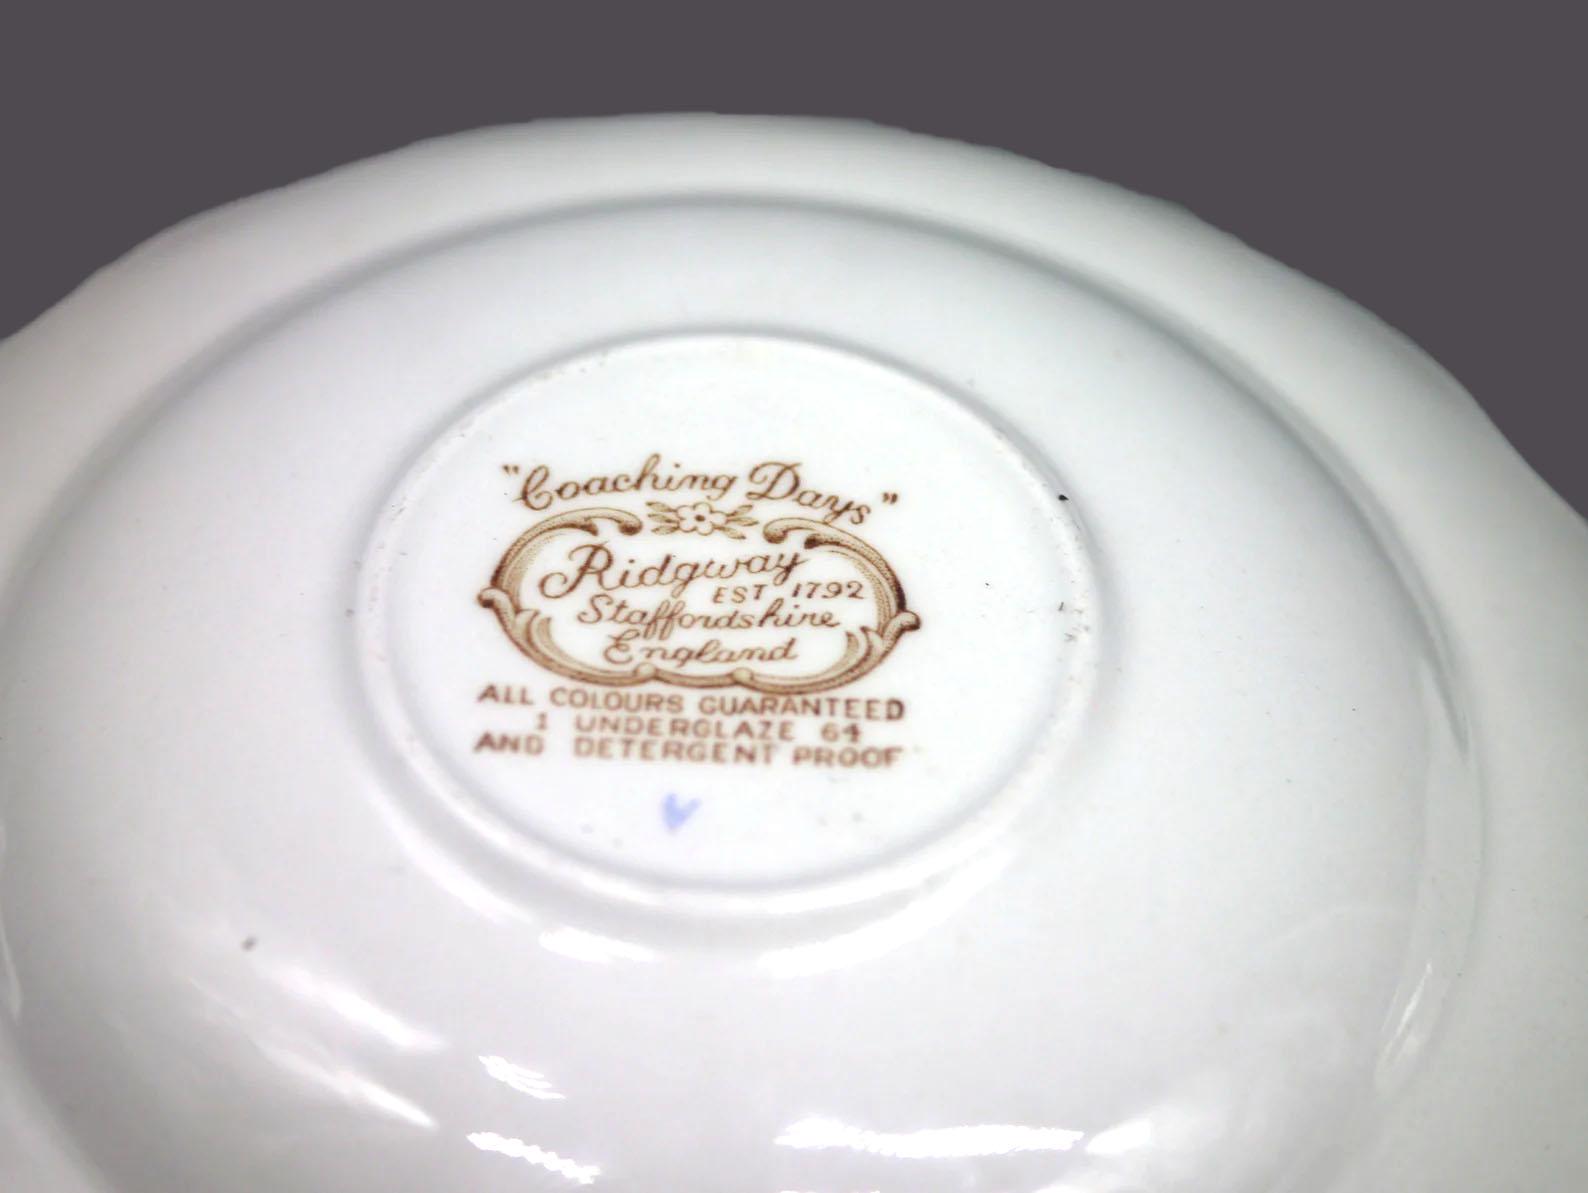 "Coaching Days"
Ridgway
EST 1792
Staffordshire
England
ALL COLOURS GUARANTEED
1 UNDERGLAZE 64
AND DETERGENT PROOF